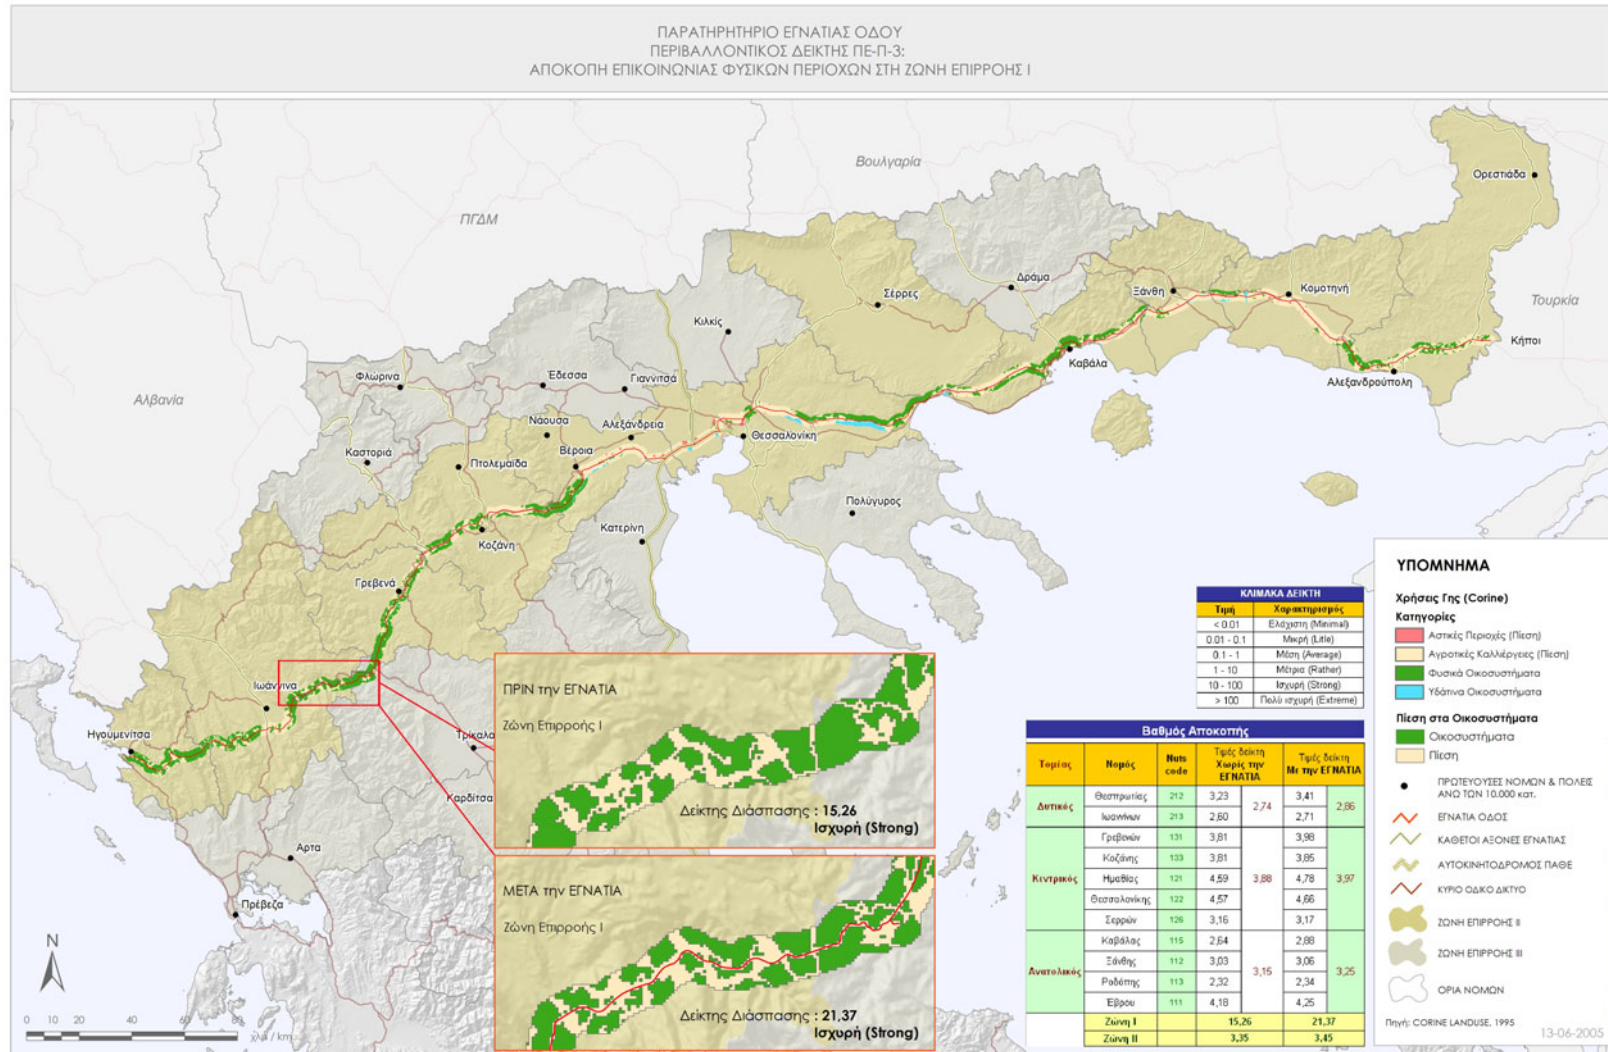 ΠΑΡΑΤΗΡΗΤΗΡΙΟ ΕΓΝΑΤΙΑΣ ΟΔΟΥ
ΠΕΡΙΒΑΛΛΟΝΤΙΚΟΣ ΔΕΙΚΤΗΣ ΠΕ-Π-3:
ΑΠΟΚΟΠΗ ΕΠΙΚΟΙΝΩΝΙΑΣ ΦΥΣΙΚΩΝ ΠΕΡΙΟΧΩΝ ΣΤΗ ΖΩΝΗ ΕΠΙΡΡΟΗΣ Ι
Βουλγαρία
Ορεστιάδα
ΠΓΔΜ
Δράμα
Ξάνθη
Κομοτηνή
Σέρρες
Τουρκία
Κιλκίς
Κήποι
Καβάλα
Φλώρινα
Έδεσσα
Γιαννιτσά
Αλεξανδρούπολη
Αλβανία
Νάουσα
Αλεξάνδρεια
Θεσσαλονίκη
Καστοριά
Πτολεμαΐδα
Βέροια
Πολύγυρος
Κατερίνη
Κοζάνη
Γρεβενά
Ιωάννινα
Ηγουμενίτσα
Τρίκαλα
Καρδίτσα
Άρτα
Πρέβεζα
N
0 10 20 40 60 80
χλμ / km
ΠΡΙΝ την ΕΓΝΑΤΙΑ
Ζώνη Επιρροής Ι
Δείκτης Διάσπασης : 15,26
Ισχυρή (Strong)
ΜΕΤΑ την ΕΓΝΑΤΙΑ
Ζώνη Επιρροής Ι
Δείκτης Διάσπασης : 21,37
Ισχυρή (Strong)
ΚΛΙΜΑΚΑ ΔΕΙΚΤΗ
Τιμή Χαρακτηρισμός
< 0.01 Ελάχιστη (Minimal)
0.01 - 0.1 Μικρή (Litle)
0.1 - 1 Μέση (Average)
1 - 10 Μέτρια (Rather)
10 - 100 Ισχυρή (Strong)
> 100 Πολύ ισχυρή (Extreme)
Βαθμός Αποκοπής
Τομέας Νομός Nuts code Τιμές δείκτη Χωρίς την ΕΓΝΑΤΙΑ Τιμές δείκτη Με την ΕΓΝΑΤΙΑ
Δυτικός Θεσπρωτίας 212 3,23 2,74 3,41 2,86
Ιωαννίνων 213 2,60 2,71
Κεντρικός Γρεβενών 131 3,81 3,88 3,98 3,97
Κοζάνης 133 3,81 3,85
Ημαθίας 121 4,59 4,78
Θεσσαλονίκης 122 4,57 4,66
Σερρών 126 3,16 3,17
Ανατολικός Καβάλας 115 2,64 3,15 2,88 3,25
Ξάνθης 112 3,03 3,06
Ροδόπης 113 2,32 2,34
Έβρου 111 4,18 4,25
Ζώνη Ι 15,26 21,37
Ζώνη ΙΙ 3,35 3,45
ΥΠΟΜΝΗΜΑ
Χρήσεις Γης (Corine)
Κατηγορίες
Αστικές Περιοχές (Πίεση)
Αγροτικές Καλλιέργειες (Πίεση)
Φυσικά Οικοσυστήματα
Υδάτινα Οικοσυστήματα
Πίεση στα Οικοσυστήματα
Οικοσυστήματα
Πίεση
ΠΡΩΤΕΥΟΥΣΕΣ ΝΟΜΩΝ & ΠΟΛΕΙΣ
ΑΝΩ ΤΩΝ 10.000 κατ.
ΕΓΝΑΤΙΑ ΟΔΟΣ
ΚΑΘΕΤΟΙ ΑΞΟΝΕΣ ΕΓΝΑΤΙΑΣ
ΑΥΤΟΚΙΝΗΤΟΔΡΟΜΟΣ ΠΑΘΕ
ΚΥΡΙΟ ΟΔΙΚΟ ΔΙΚΤΥΟ
ΖΩΝΗ ΕΠΙΡΡΟΗΣ ΙΙ
ΖΩΝΗ ΕΠΙΡΡΟΗΣ ΙΙΙ
ΟΡΙΑ ΝΟΜΩΝ
Πηγή: CORINE LANDUSE, 1995
13-06-2005